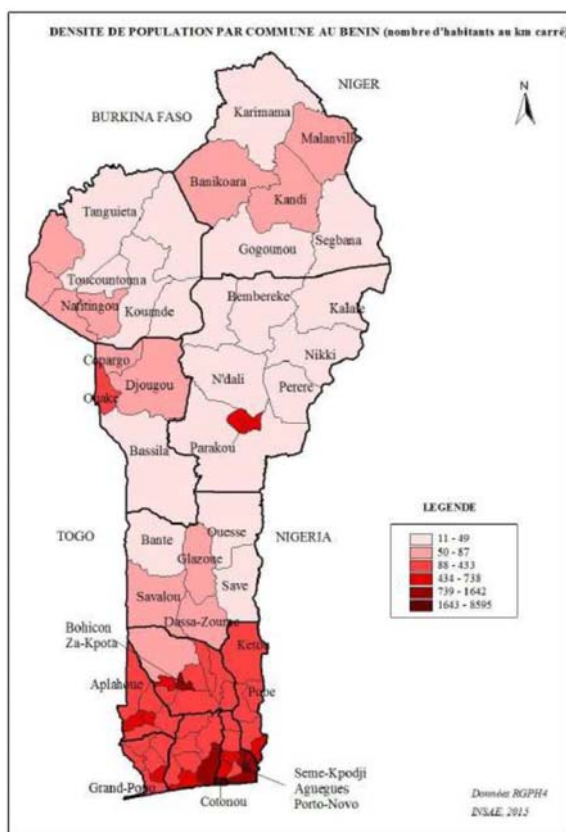 DENSITE DE POPULATION PAR COMMUNE AU BENIN (nombre d'habitants au km carré)
NIGER
N
Karimama
BURKINA FASO
Malanville
Banikoara
Kandi
Tanguieta
Segbana
Gogounou
Toucountouna
Bembereke
Kalale
Natitingou
Kouande
Nikki
Copargo
N'dali
Djougou
Perere
Ouake
Parakou
Bassila
LEGENDE
11 - 49
50 - 87
88 - 433
434 - 738
739 - 1642
1643 - 8595
TOGO
Ouesse
NIGERIA
Bante
Glazoue
Save
Savalou
Dassa-Zoume
Bohicon
Za-Kpota
Ketou
Aplahoue
Pobe
Seme-Kpodji
Grand-Popo
Aguegues
Cotonou
Porto-Novo
Données RGPH4
INSAE, 2015